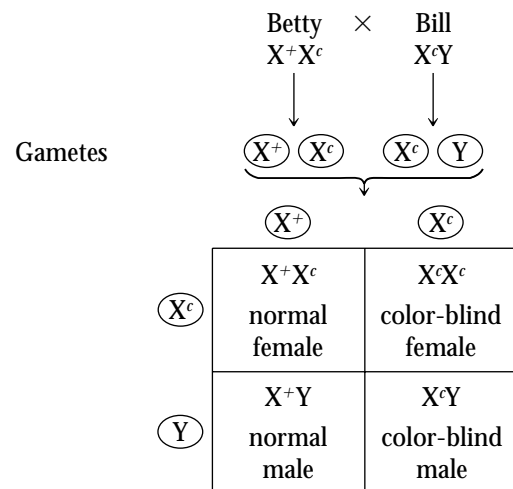 Betty × Bill
X⁺Xᶜ XᶜY
Gametes X⁺ Xᶜ Xᶜ Y
X⁺ Xᶜ
X⁺Xᶜ XᶜXᶜ
Xᶜ normal color-blind
female female
X⁺Y XᶜY
Y normal color-blind
male male